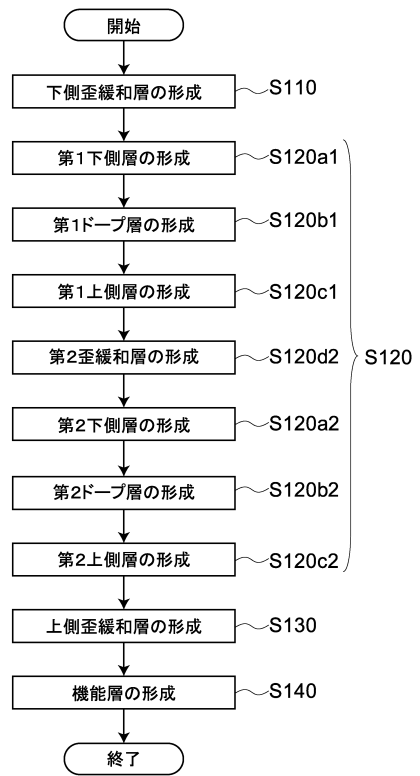 開始
下側歪緩和層の形成 S110
第1下側層の形成 S120a1
第1ドープ層の形成 S120b1
第1上側層の形成 S120c1
第2歪緩和層の形成 S120d2
S120
第2下側層の形成 S120a2
第2ドープ層の形成 S120b2
第2上側層の形成 S120c2
上側歪緩和層の形成 S130
機能層の形成 S140
終了